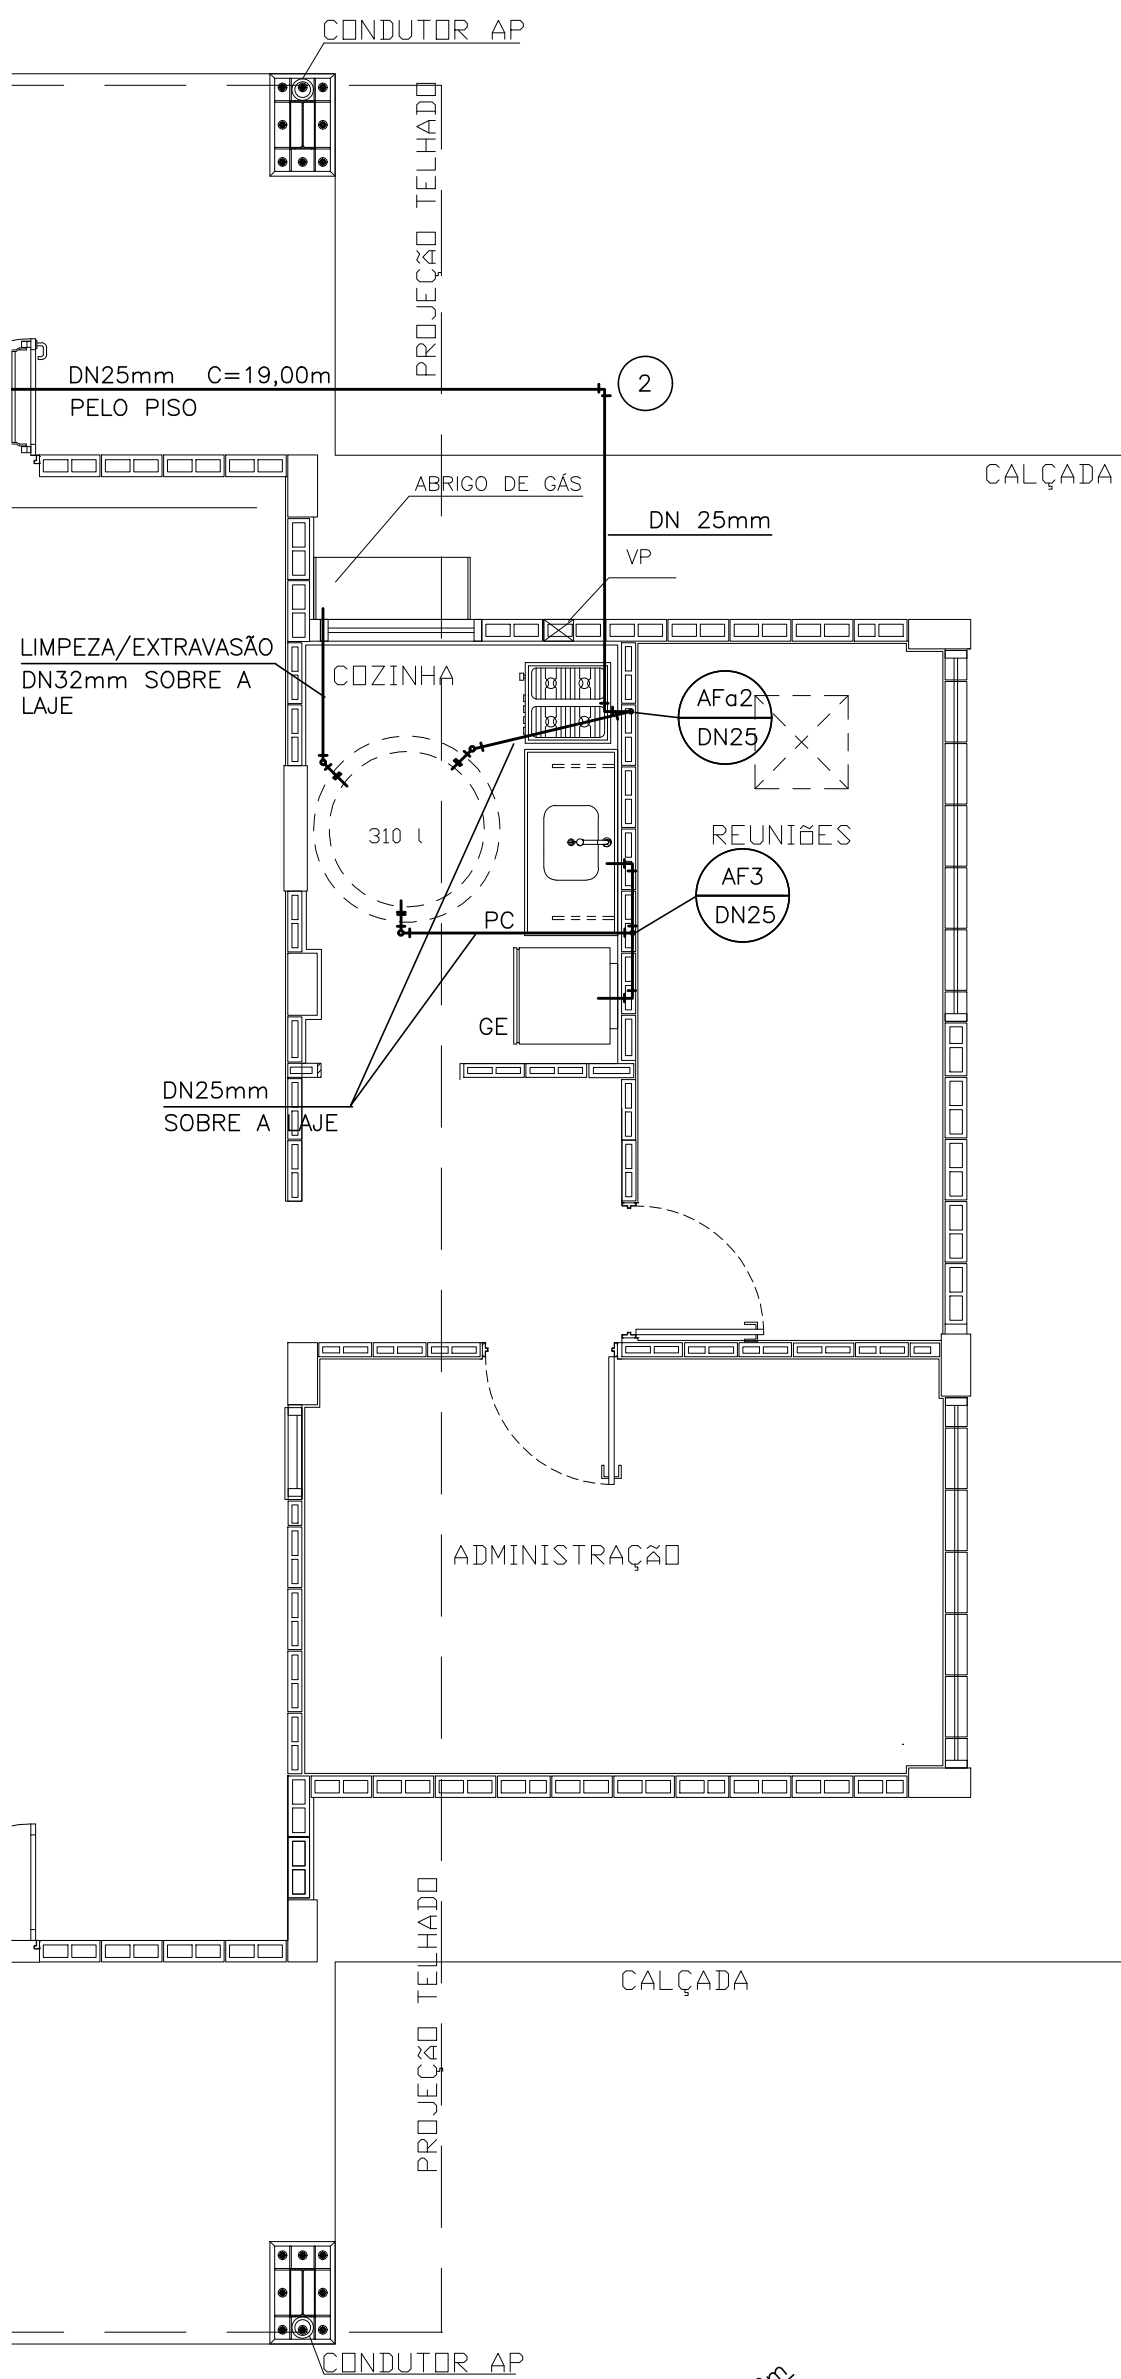 CONDUTOR AP
PROJEÇÃO TELHADO
DN25mm C=19,00m
PELO PISO
2
CALÇADA
ABRIGO DE GÁS
DN 25mm
VP
LIMPEZA/EXTRAVASÃO
DN32mm SOBRE A
LAJE
COZINHA
AFa2
DN25
310 l
REUNIÕES
AF3
DN25
PC
GE
DN25mm
SOBRE A LAJE
ADMINISTRAÇÃO
PROJEÇÃO TELHADO
CALÇADA
CONDUTOR AP